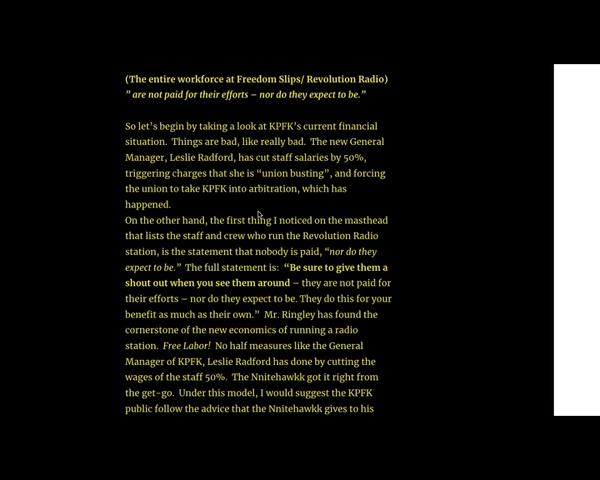 (The entire workforce at Freedom Slips/ Revolution Radio)
” are not paid for their efforts – nor do they expect to be.”
So let’s begin by taking a look at KPFK’s current financial
situation.  Things are bad, like really bad.  The new General
Manager, Leslie Radford, has cut staff salaries by 50%,
triggering charges that she is “union busting”, and forcing
the union to take KPFK into arbitration, which has
happened.
On the other hand, the first thing I noticed on the masthead
that lists the staff and crew who run the Revolution Radio
station, is the statement that nobody is paid, “nor do they
expect to be.”  The full statement is:  “Be sure to give them a
shout out when you see them around – they are not paid for
their efforts – nor do they expect to be. They do this for your
benefit as much as their own.”  Mr. Ringley has found the
cornerstone of the new economics of running a radio
station.  Free Labor!  No half measures like the General
Manager of KPFK, Leslie Radford has done by cutting the
wages of the staff 50%.  The Nnitehawkk got it right from
the get-go.  Under this model, I would suggest the KPFK
public follow the advice that the Nnitehawkk gives to his